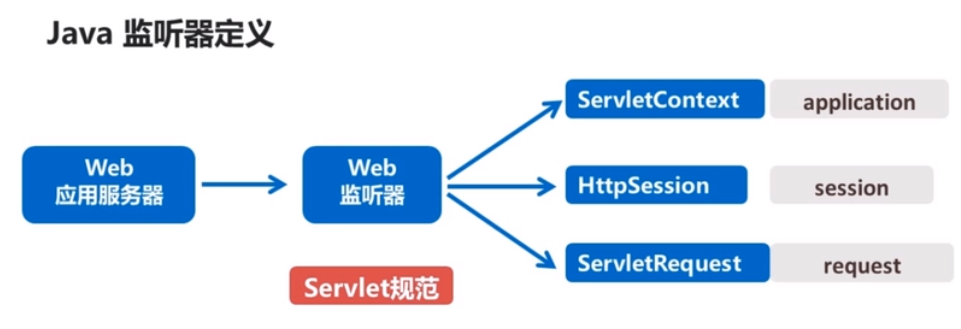 Java 监听器定义
Web
应用服务器
Web
监听器
Servlet规范
ServletContext
application
HttpSession
session
ServletRequest
request